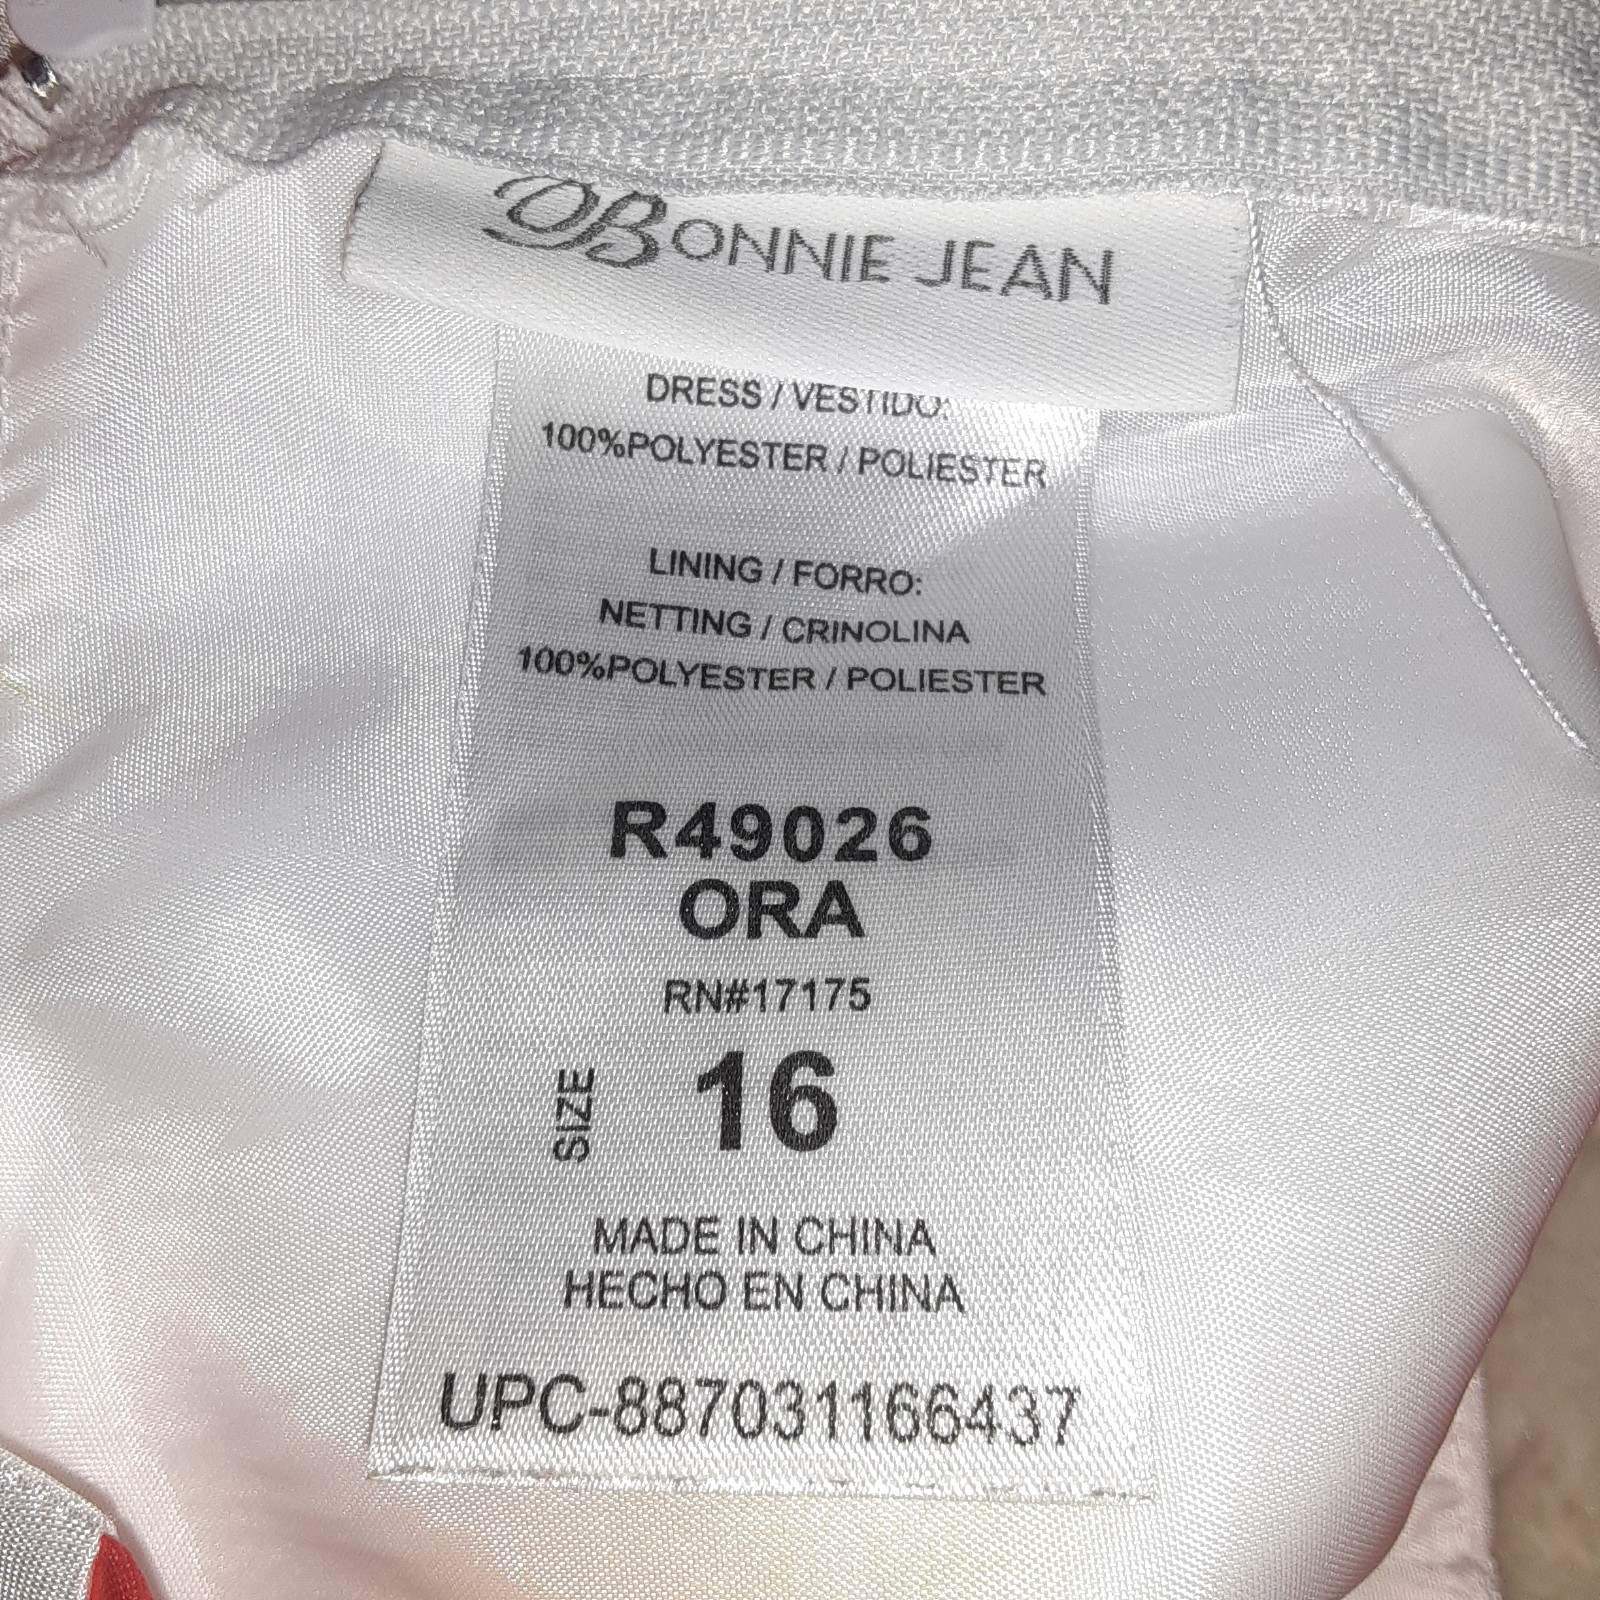 BONNIE JEAN
DRESS / VESTIDO:
100%POLYESTER / POLIESTER
LINING / FORRO:
NETTING / CRINOLINA
100%POLYESTER / POLIESTER
R49026
ORA
RN#17175
SIZE 16
MADE IN CHINA
HECHO EN CHINA
UPC-887031166437